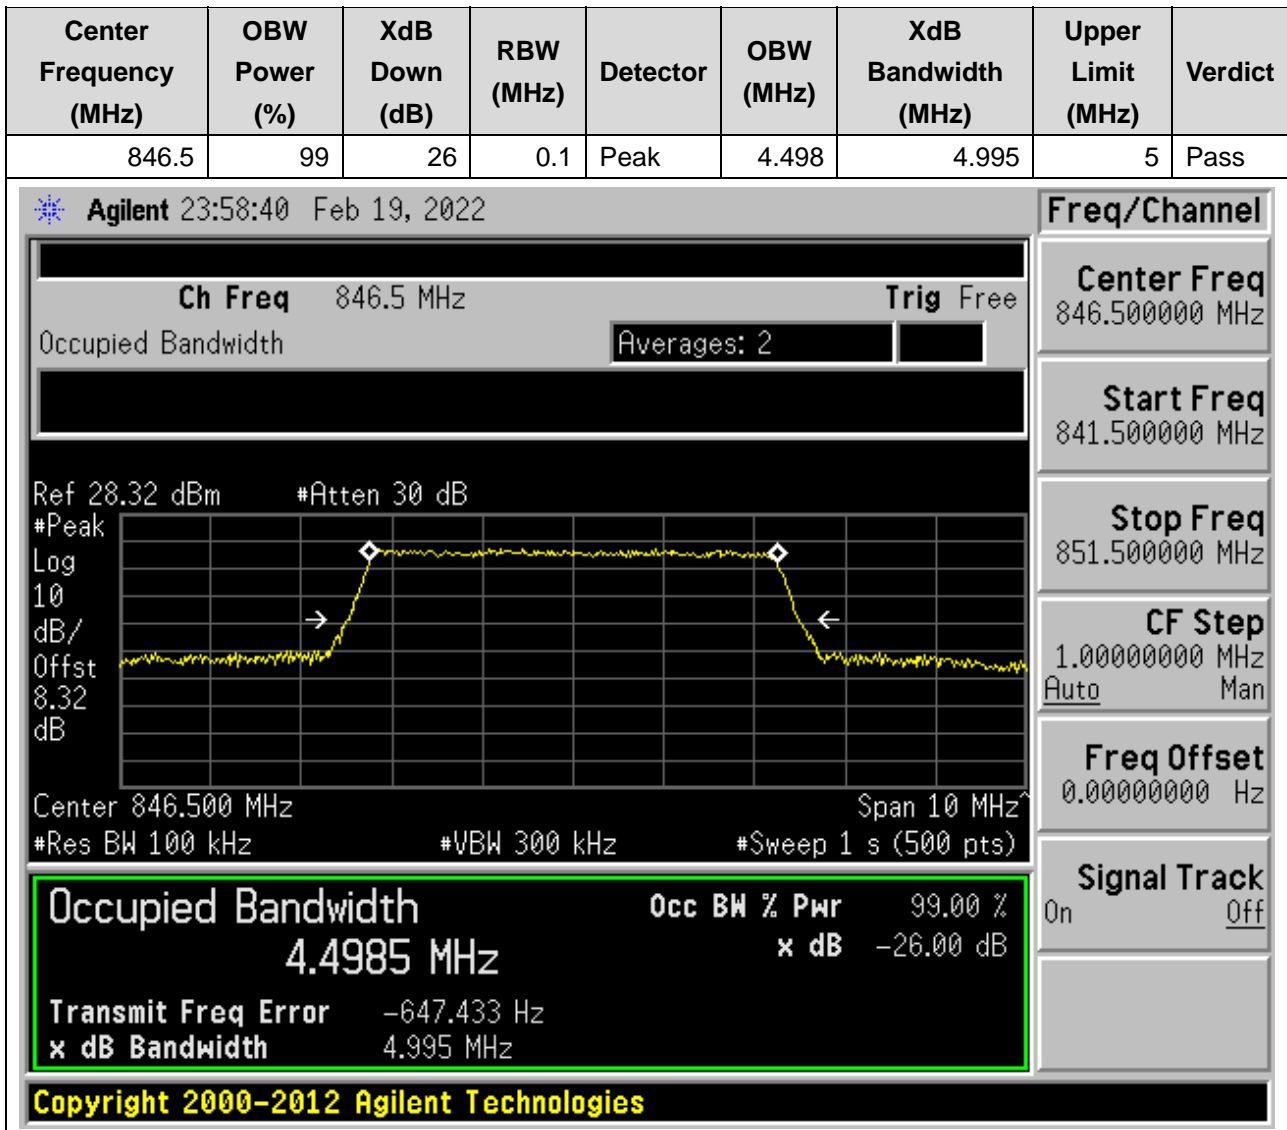 Center Frequency (MHz) OBW Power (%) XdB Down (dB) RBW (MHz) Detector OBW (MHz) XdB Bandwidth (MHz) Upper Limit (MHz) Verdict
846.5 99 26 0.1 Peak 4.498 4.995 5 Pass
Agilent 23:58:40 Feb 19, 2022
Freq/Channel
Ch Freq 846.5 MHz Trig Free
Occupied Bandwidth Averages: 2
Ref 28.32 dBm #Atten 30 dB
#Peak
Log
10
dB/
Offst
8.32
dB
Center 846.500 MHz Span 10 MHz^
#Res BW 100 kHz #VBW 300 kHz #Sweep 1 s (500 pts)
Occupied Bandwidth
4.4985 MHz
Occ BW % Pwr 99.00 %
x dB -26.00 dB
Transmit Freq Error -647.433 Hz
x dB Bandwidth 4.995 MHz
Center Freq
846.500000 MHz
Start Freq
841.500000 MHz
Stop Freq
851.500000 MHz
CF Step
1.00000000 MHz
Auto Man
Freq Offset
0.00000000 Hz
Signal Track
On Off
Copyright 2000-2012 Agilent Technologies